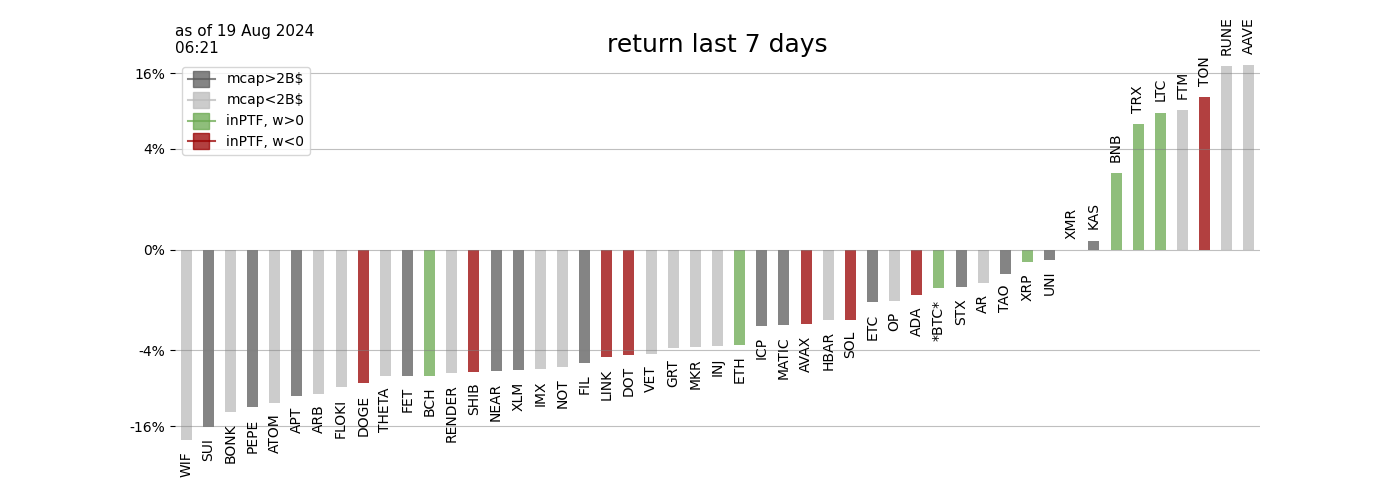 as of 19 Aug 2024
06:21
return last 7 days
mcap>2B$
mcap<2B$
inPTF, w>0
inPTF, w<0
16%
4%
0%
-4%
-16%
WIF
SUI
BONK
PEPE
ATOM
APT
ARB
FLOKI
DOGE
THETA
FET
BCH
RENDER
SHIB
NEAR
XLM
IMX
NOT
FIL
LINK
DOT
VET
GRT
MKR
INJ
ETH
ICP
MATIC
AVAX
HBAR
SOL
ETC
OP
ADA
*BTC*
STX
AR
TAO
XRP
UNI
XMR
KAS
BNB
TRX
LTC
FTM
TON
RUNE
AAVE